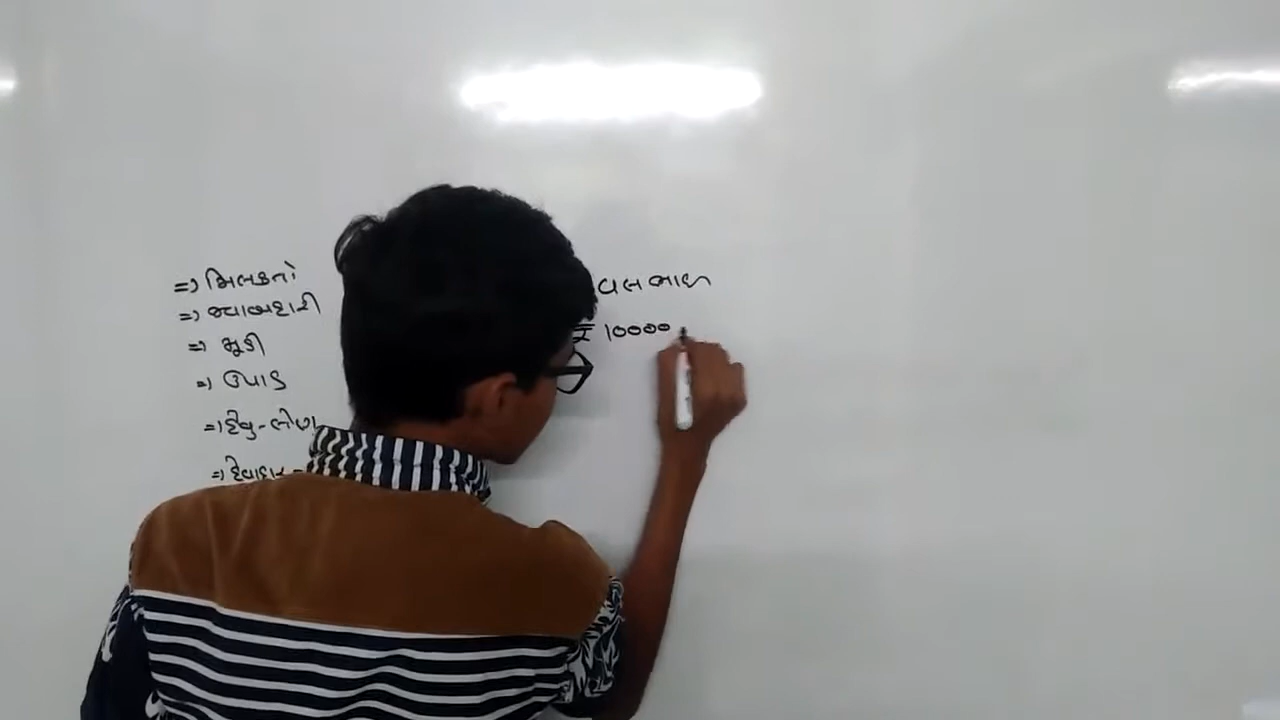 => મિલકતો
=> જવાબદારી
=> મૂડી
=> ઉપાડ
=> દેવુ - લેણ
=> દેવાદાર -
₹ 10000